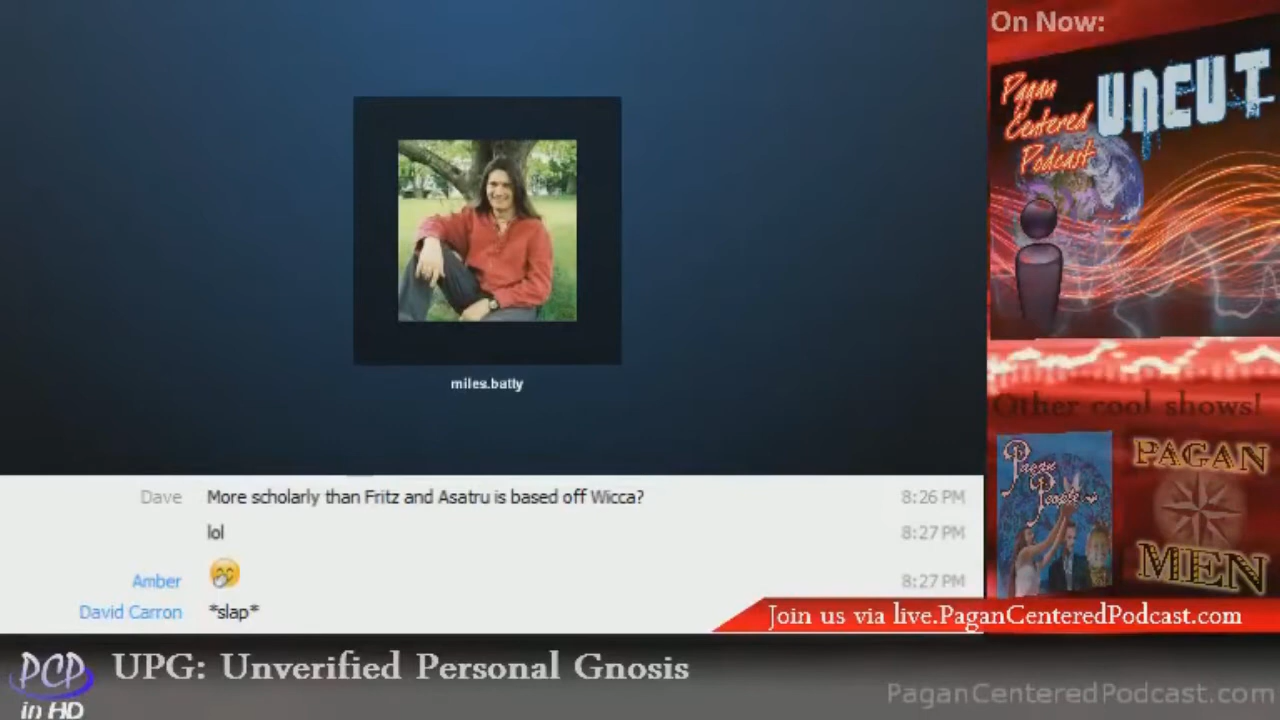 On Now:
Pagan
Centered
Podcast
UNCUT
miles.batty
Other cool shows!
Pagan
People
PAGAN
MEN
Dave More scholarly than Fritz and Asatru is based off Wicca? 8:26 PM
lol 8:27 PM
Amber 8:27 PM
David Carron *slap*
Join us via live.PaganCenteredPodcast.com
PCP
in HD
UPG: Unverified Personal Gnosis
PaganCenteredPodcast.com